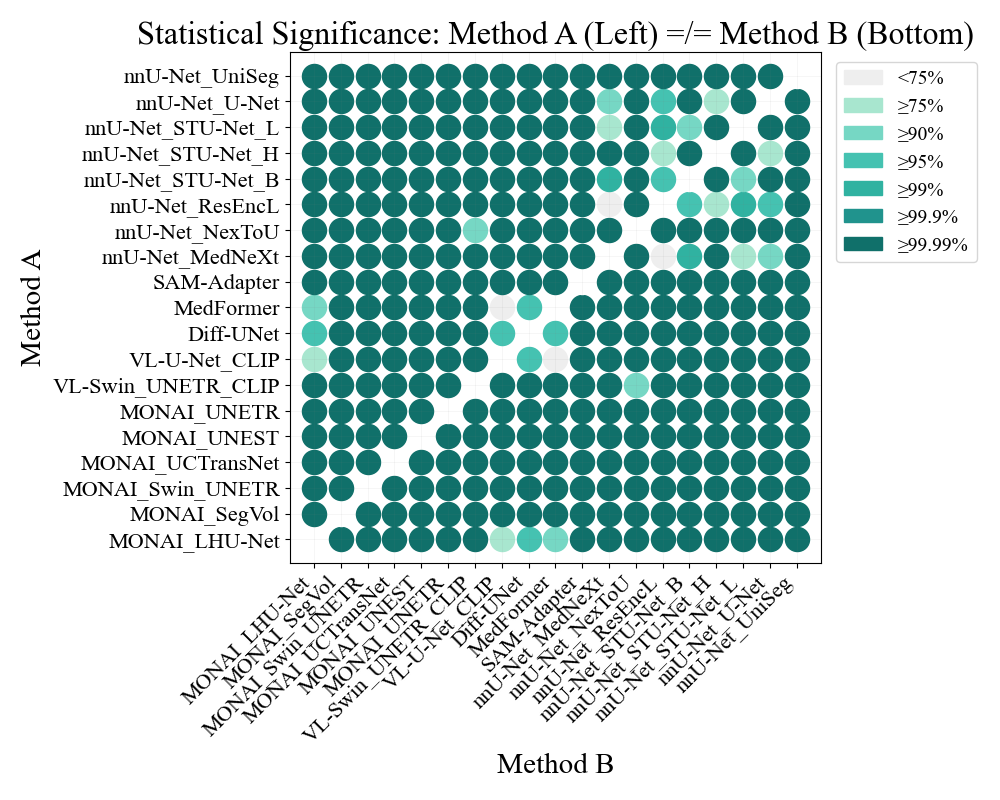 Statistical Significance: Method A (Left) =/= Method B (Bottom)
nnU-Net_UniSeg
nnU-Net_U-Net
nnU-Net_STU-Net_L
nnU-Net_STU-Net_H
nnU-Net_STU-Net_B
nnU-Net_ResEncL
nnU-Net_NexToU
nnU-Net_MedNeXt
SAM-Adapter
MedFormer
Diff-UNet
VL-U-Net_CLIP
VL-Swin_UNETR_CLIP
MONAI_UNETR
MONAI_UNEST
MONAI_UCTransNet
MONAI_Swin_UNETR
MONAI_SegVol
MONAI_LHU-Net
Method A
<75%
≥75%
≥90%
≥95%
≥99%
≥99.9%
≥99.99%
MONAI_LHU-Net
MONAI_SegVol
MONAI_Swin_UNETR
MONAI_UCTransNet
MONAI_UNEST
MONAI_UNETR
VL-Swin_UNETR_CLIP
VL-U-Net_CLIP
Diff-UNet
MedFormer
SAM-Adapter
nnU-Net_MedNeXt
nnU-Net_NexToU
nnU-Net_ResEncL
nnU-Net_STU-Net_B
nnU-Net_STU-Net_H
nnU-Net_STU-Net_L
nnU-Net_U-Net
nnU-Net_UniSeg
Method B